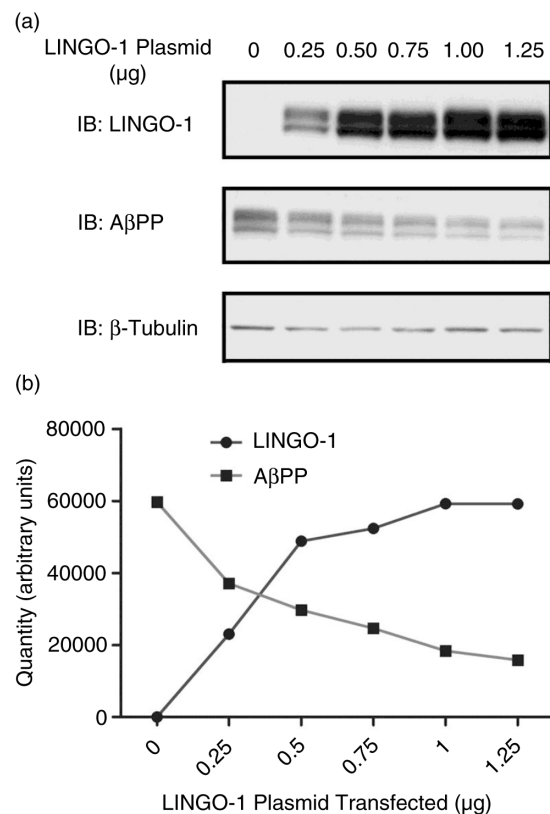 (a)
LINGO-1 Plasmid (µg) 0 0.25 0.50 0.75 1.00 1.25
IB: LINGO-1
IB: AβPP
IB: β-Tubulin
(b)
80000
60000
40000
20000
0
Quantity (arbitrary units)
LINGO-1
AβPP
0 0.25 0.5 0.75 1 1.25
LINGO-1 Plasmid Transfected (µg)